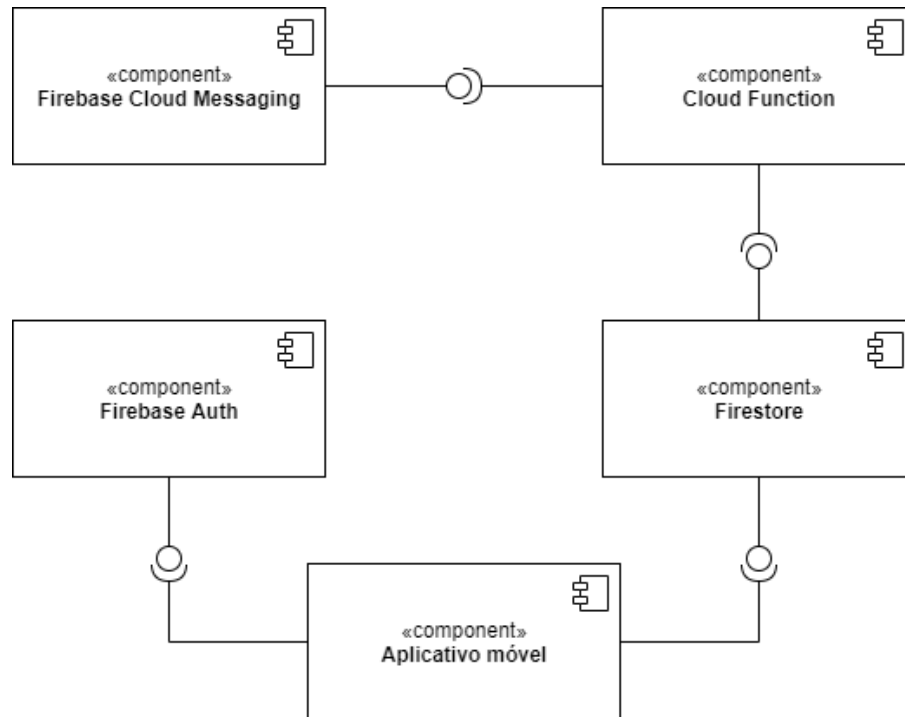 «component»
Firebase Cloud Messaging
«component»
Cloud Function
«component»
Firebase Auth
«component»
Firestore
«component»
Aplicativo móvel